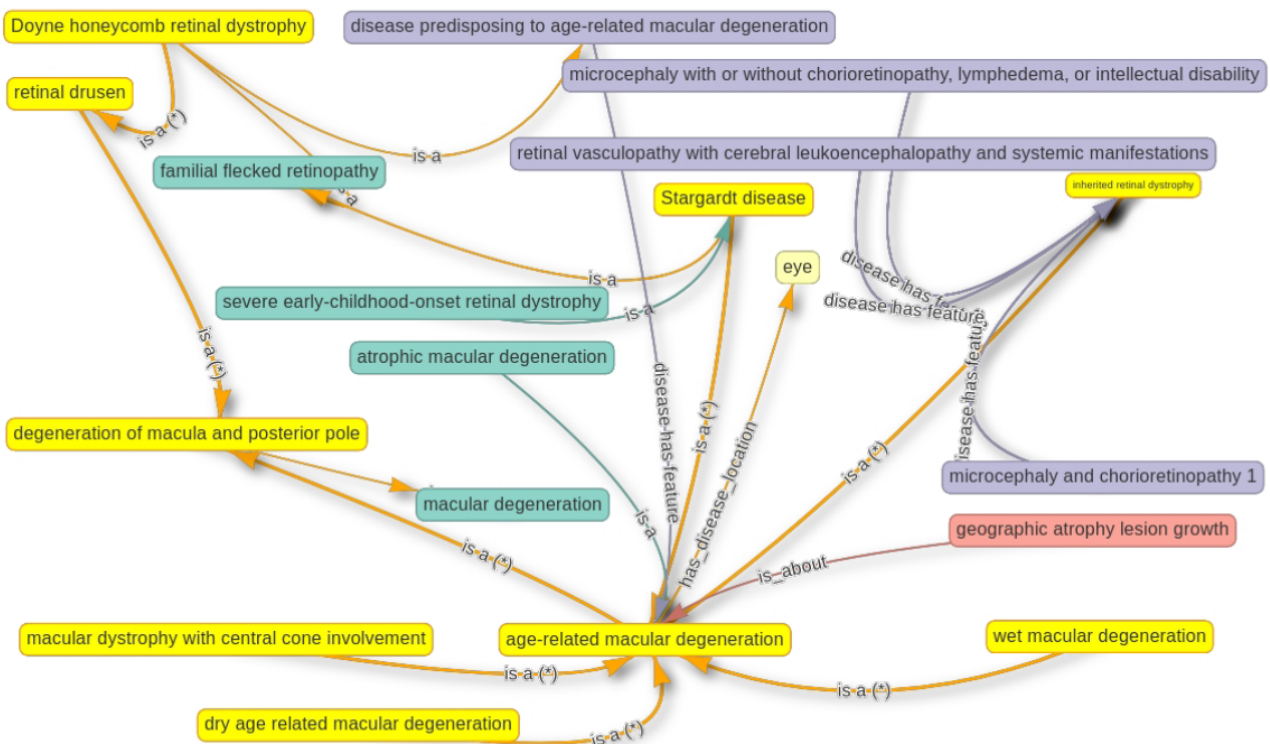 Doyne honeycomb retinal dystrophy
disease predisposing to age-related macular degeneration
microcephaly with or without chorioretinopathy, lymphedema, or intellectual disability
retinal drusen
is a (*)
is a
retinal vasculopathy with cerebral leukoencephalopathy and systemic manifestations
familial flecked retinopathy
inherited retinal dystrophy
Stargardt disease
eye
is a
severe early-childhood-onset retinal dystrophy
is a
disease has feature
disease has feature
is a (*)
atrophic macular degeneration
disease has feature
is a (*)
degeneration of macula and posterior pole
is a (*)
microcephaly and chorioretinopathy 1
macular degeneration
is a
has_disease_location
geographic atrophy lesion growth
is a (*)
is_about
macular dystrophy with central cone involvement
age-related macular degeneration
wet macular degeneration
is a (*)
is a (*)
dry age related macular degeneration
is a (*)